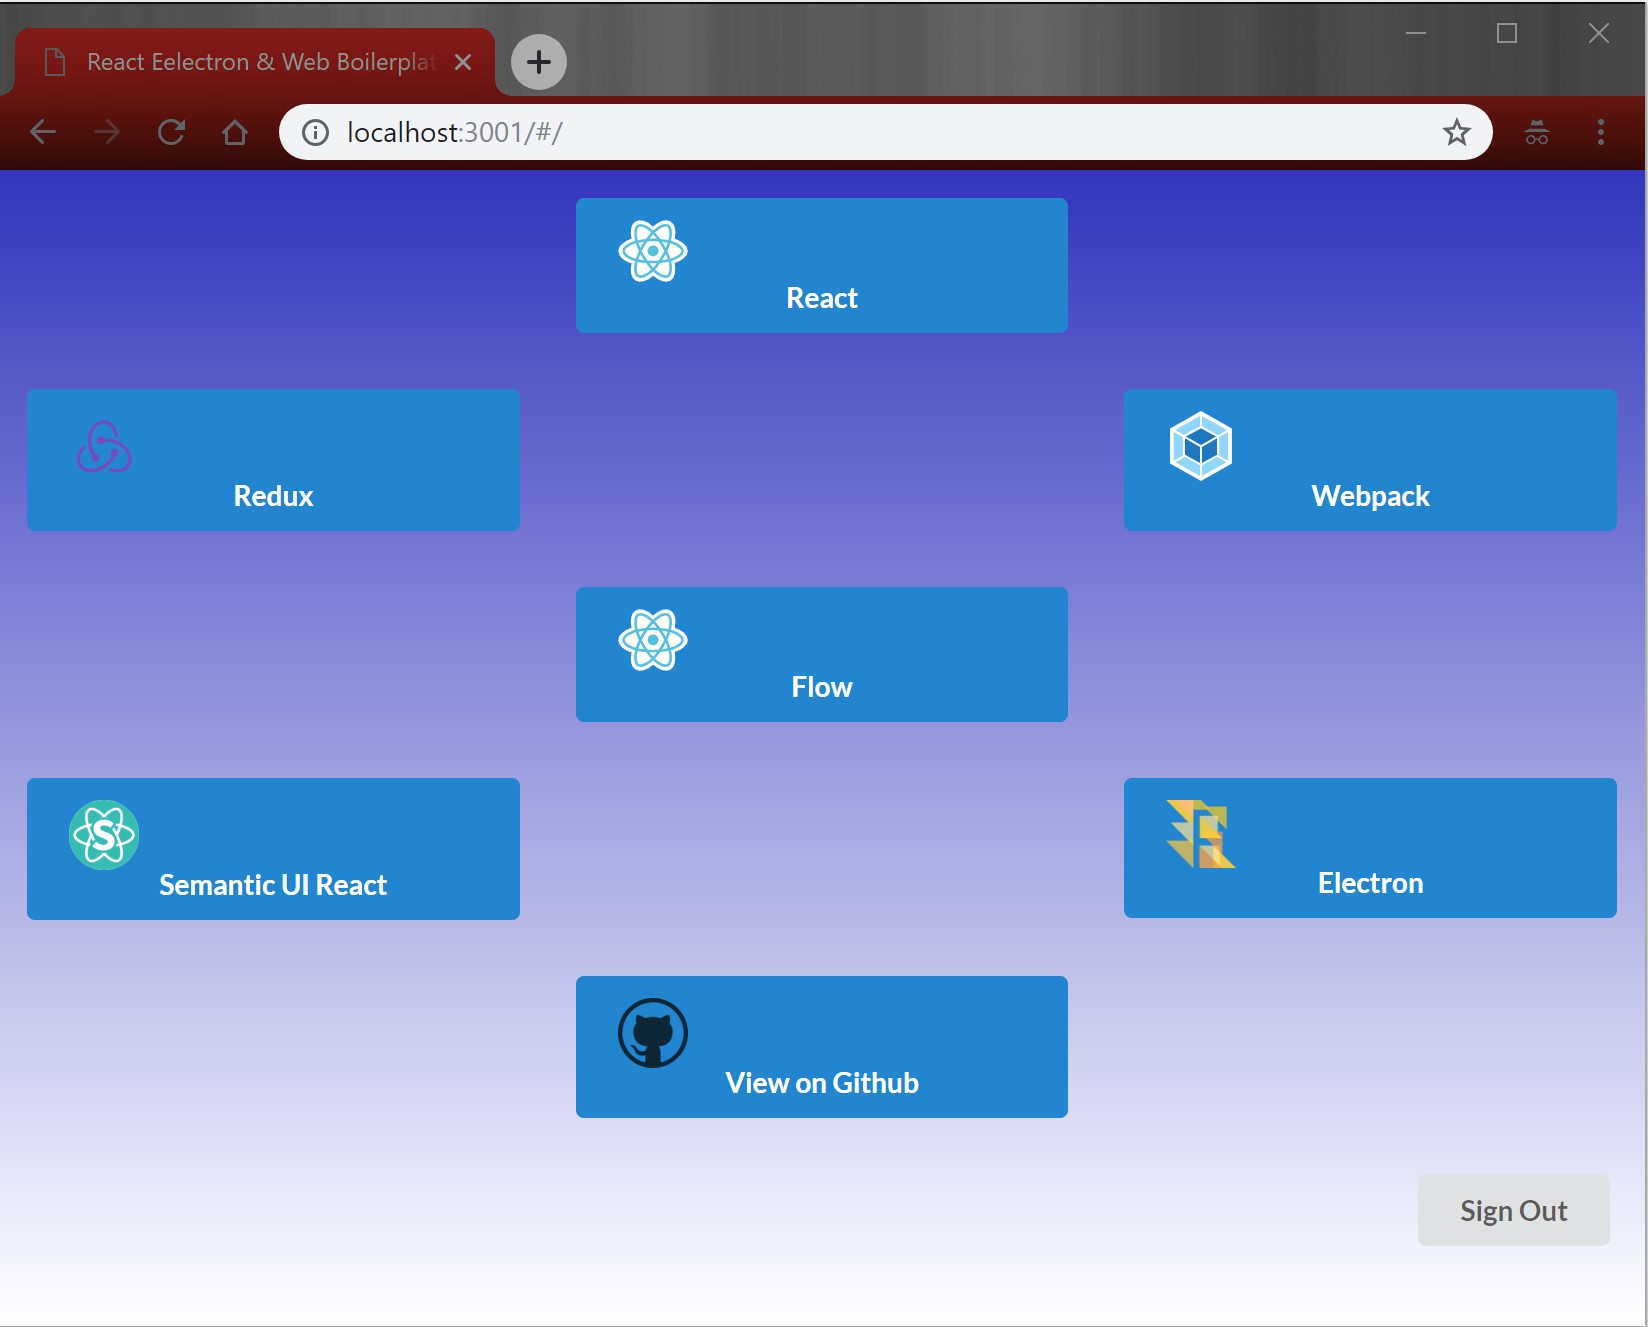 React Eelectron & Web Boilerplat
localhost:3001/#/
React
Redux
Webpack
Flow
Semantic UI React
Electron
View on Github
Sign Out